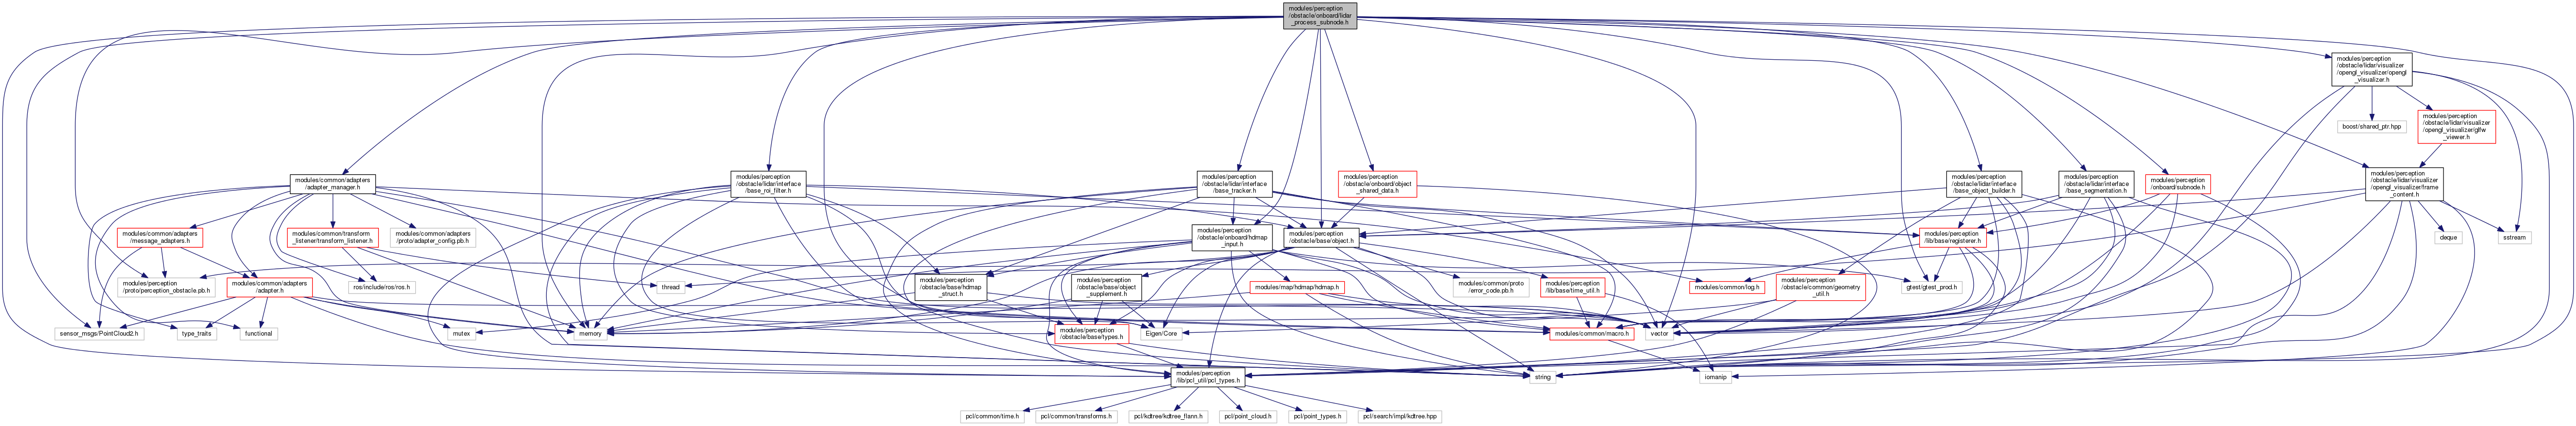 modules/perception
/obstacle/onboard/lidar
_process_subnode.h
modules/perception
/obstacle/lidar/visualizer
/opengl_visualizer/opengl
_visualizer.h
boost/shared_ptr.hpp
modules/perception
/obstacle/lidar/visualizer
/opengl_visualizer/glfw
_viewer.h
modules/common/adapters
/adapter_manager.h
modules/perception
/obstacle/lidar/interface
/base_roi_filter.h
modules/perception
/obstacle/lidar/interface
/base_tracker.h
modules/perception
/obstacle/onboard/object
_shared_data.h
modules/perception
/obstacle/lidar/interface
/base_object_builder.h
modules/perception
/obstacle/lidar/interface
/base_segmentation.h
modules/perception
/onboard/subnode.h
modules/perception
/obstacle/lidar/visualizer
/opengl_visualizer/frame
_content.h
modules/common/adapters
/message_adapters.h
modules/common/transform
_listener/transform_listener.h
modules/common/adapters
/proto/adapter_config.pb.h
modules/perception
/obstacle/onboard/hdmap
_input.h
modules/perception
/obstacle/base/object.h
modules/perception
/lib/base/registerer.h
deque
sstream
modules/perception
/proto/perception_obstacle.pb.h
modules/common/adapters
/adapter.h
ros/include/ros/ros.h
thread
modules/perception
/obstacle/base/hdmap
_struct.h
modules/perception
/obstacle/base/object
_supplement.h
modules/map/hdmap/hdmap.h
modules/common/proto
/error_code.pb.h
modules/perception
/lib/base/time_util.h
modules/common/log.h
modules/perception
/obstacle/common/geometry
_util.h
gtest/gtest_prod.h
sensor_msgs/PointCloud2.h
type_traits
functional
mutex
memory
modules/perception
/obstacle/base/types.h
Eigen/Core
modules/common/macro.h
vector
modules/perception
/lib/pcl_util/pcl_types.h
string
iomanip
pcl/common/time.h
pcl/common/transforms.h
pcl/kdtree/kdtree_flann.h
pcl/point_cloud.h
pcl/point_types.h
pcl/search/impl/kdtree.hpp